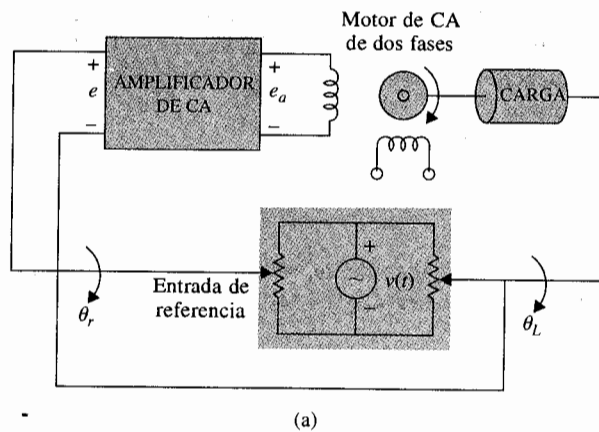 Motor de CA
de dos fases
+
e
−
AMPLIFICADOR
DE CA
+
e_a
−
CARGA
θ_r
Entrada de
referencia
+
~
v(t)
−
θ_L
(a)